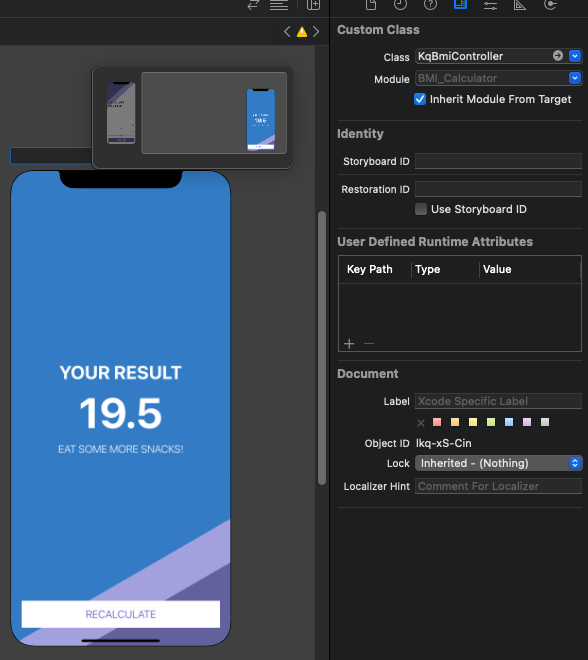 YOUR RESULT
19.5
EAT SOME MORE SNACKS!
RECALCULATE
Custom Class
Class KqBmiController
Module BMI_Calculator
Inherit Module From Target
Identity
Storyboard ID
Restoration ID
Use Storyboard ID
User Defined Runtime Attributes
Key Path Type Value
Document
Label Xcode Specific Label
Object ID Ikq-xS-Cin
Lock Inherited - (Nothing)
Localizer Hint Comment For Localizer